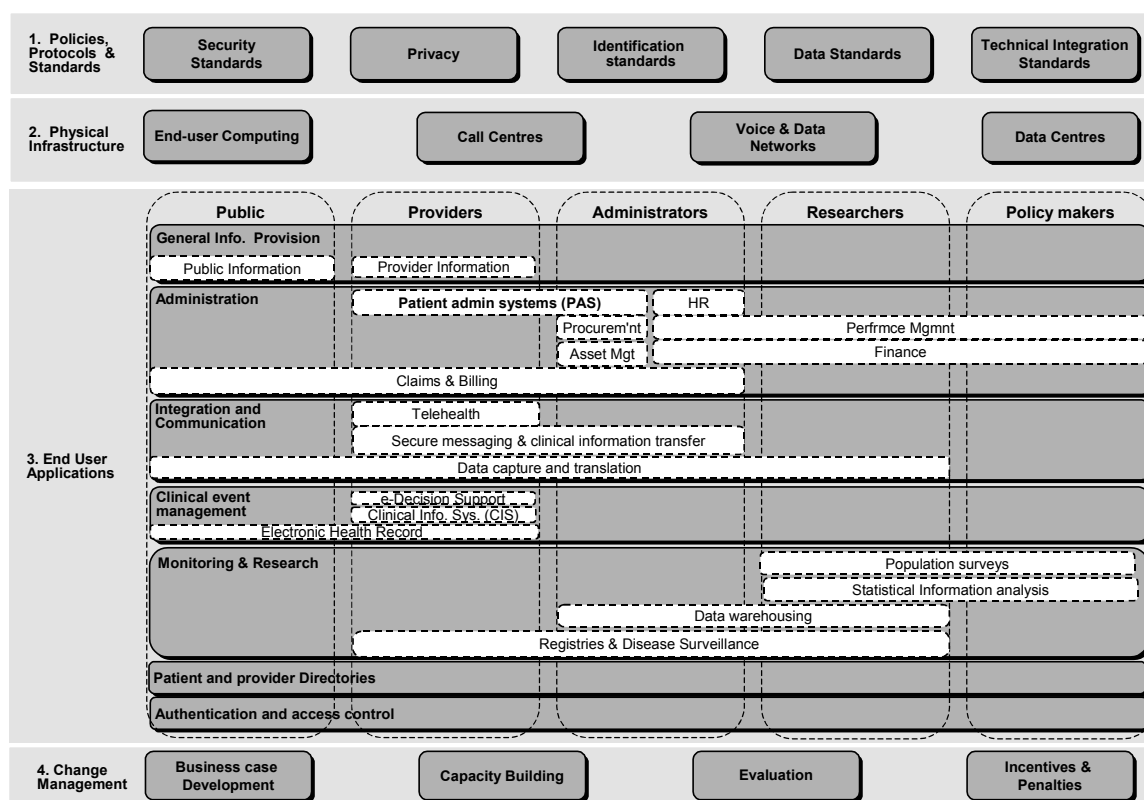 1. Policies,
Protocols &
Standards
Security
Standards
Privacy
Identification
standards
Data Standards
Technical Integration
Standards
2. Physical
Infrastructure
End-user Computing
Call Centres
Voice & Data
Networks
Data Centres
3. End User
Applications
Public
Providers
Administrators
Researchers
Policy makers
General Info. Provision
Public Information
Provider Information
Administration
Patient admin systems (PAS)
HR
Procurem'nt
Perfrmce Mgmnt
Asset Mgt
Finance
Claims & Billing
Integration and
Communication
Telehealth
Secure messaging & clinical information transfer
Data capture and translation
Clinical event
management
e-Decision Support
Clinical Info. Sys. (CIS)
Electronic Health Record
Monitoring & Research
Population surveys
Statistical Information analysis
Data warehousing
Registries & Disease Surveillance
Patient and provider Directories
Authentication and access control
4. Change
Management
Business case
Development
Capacity Building
Evaluation
Incentives &
Penalties